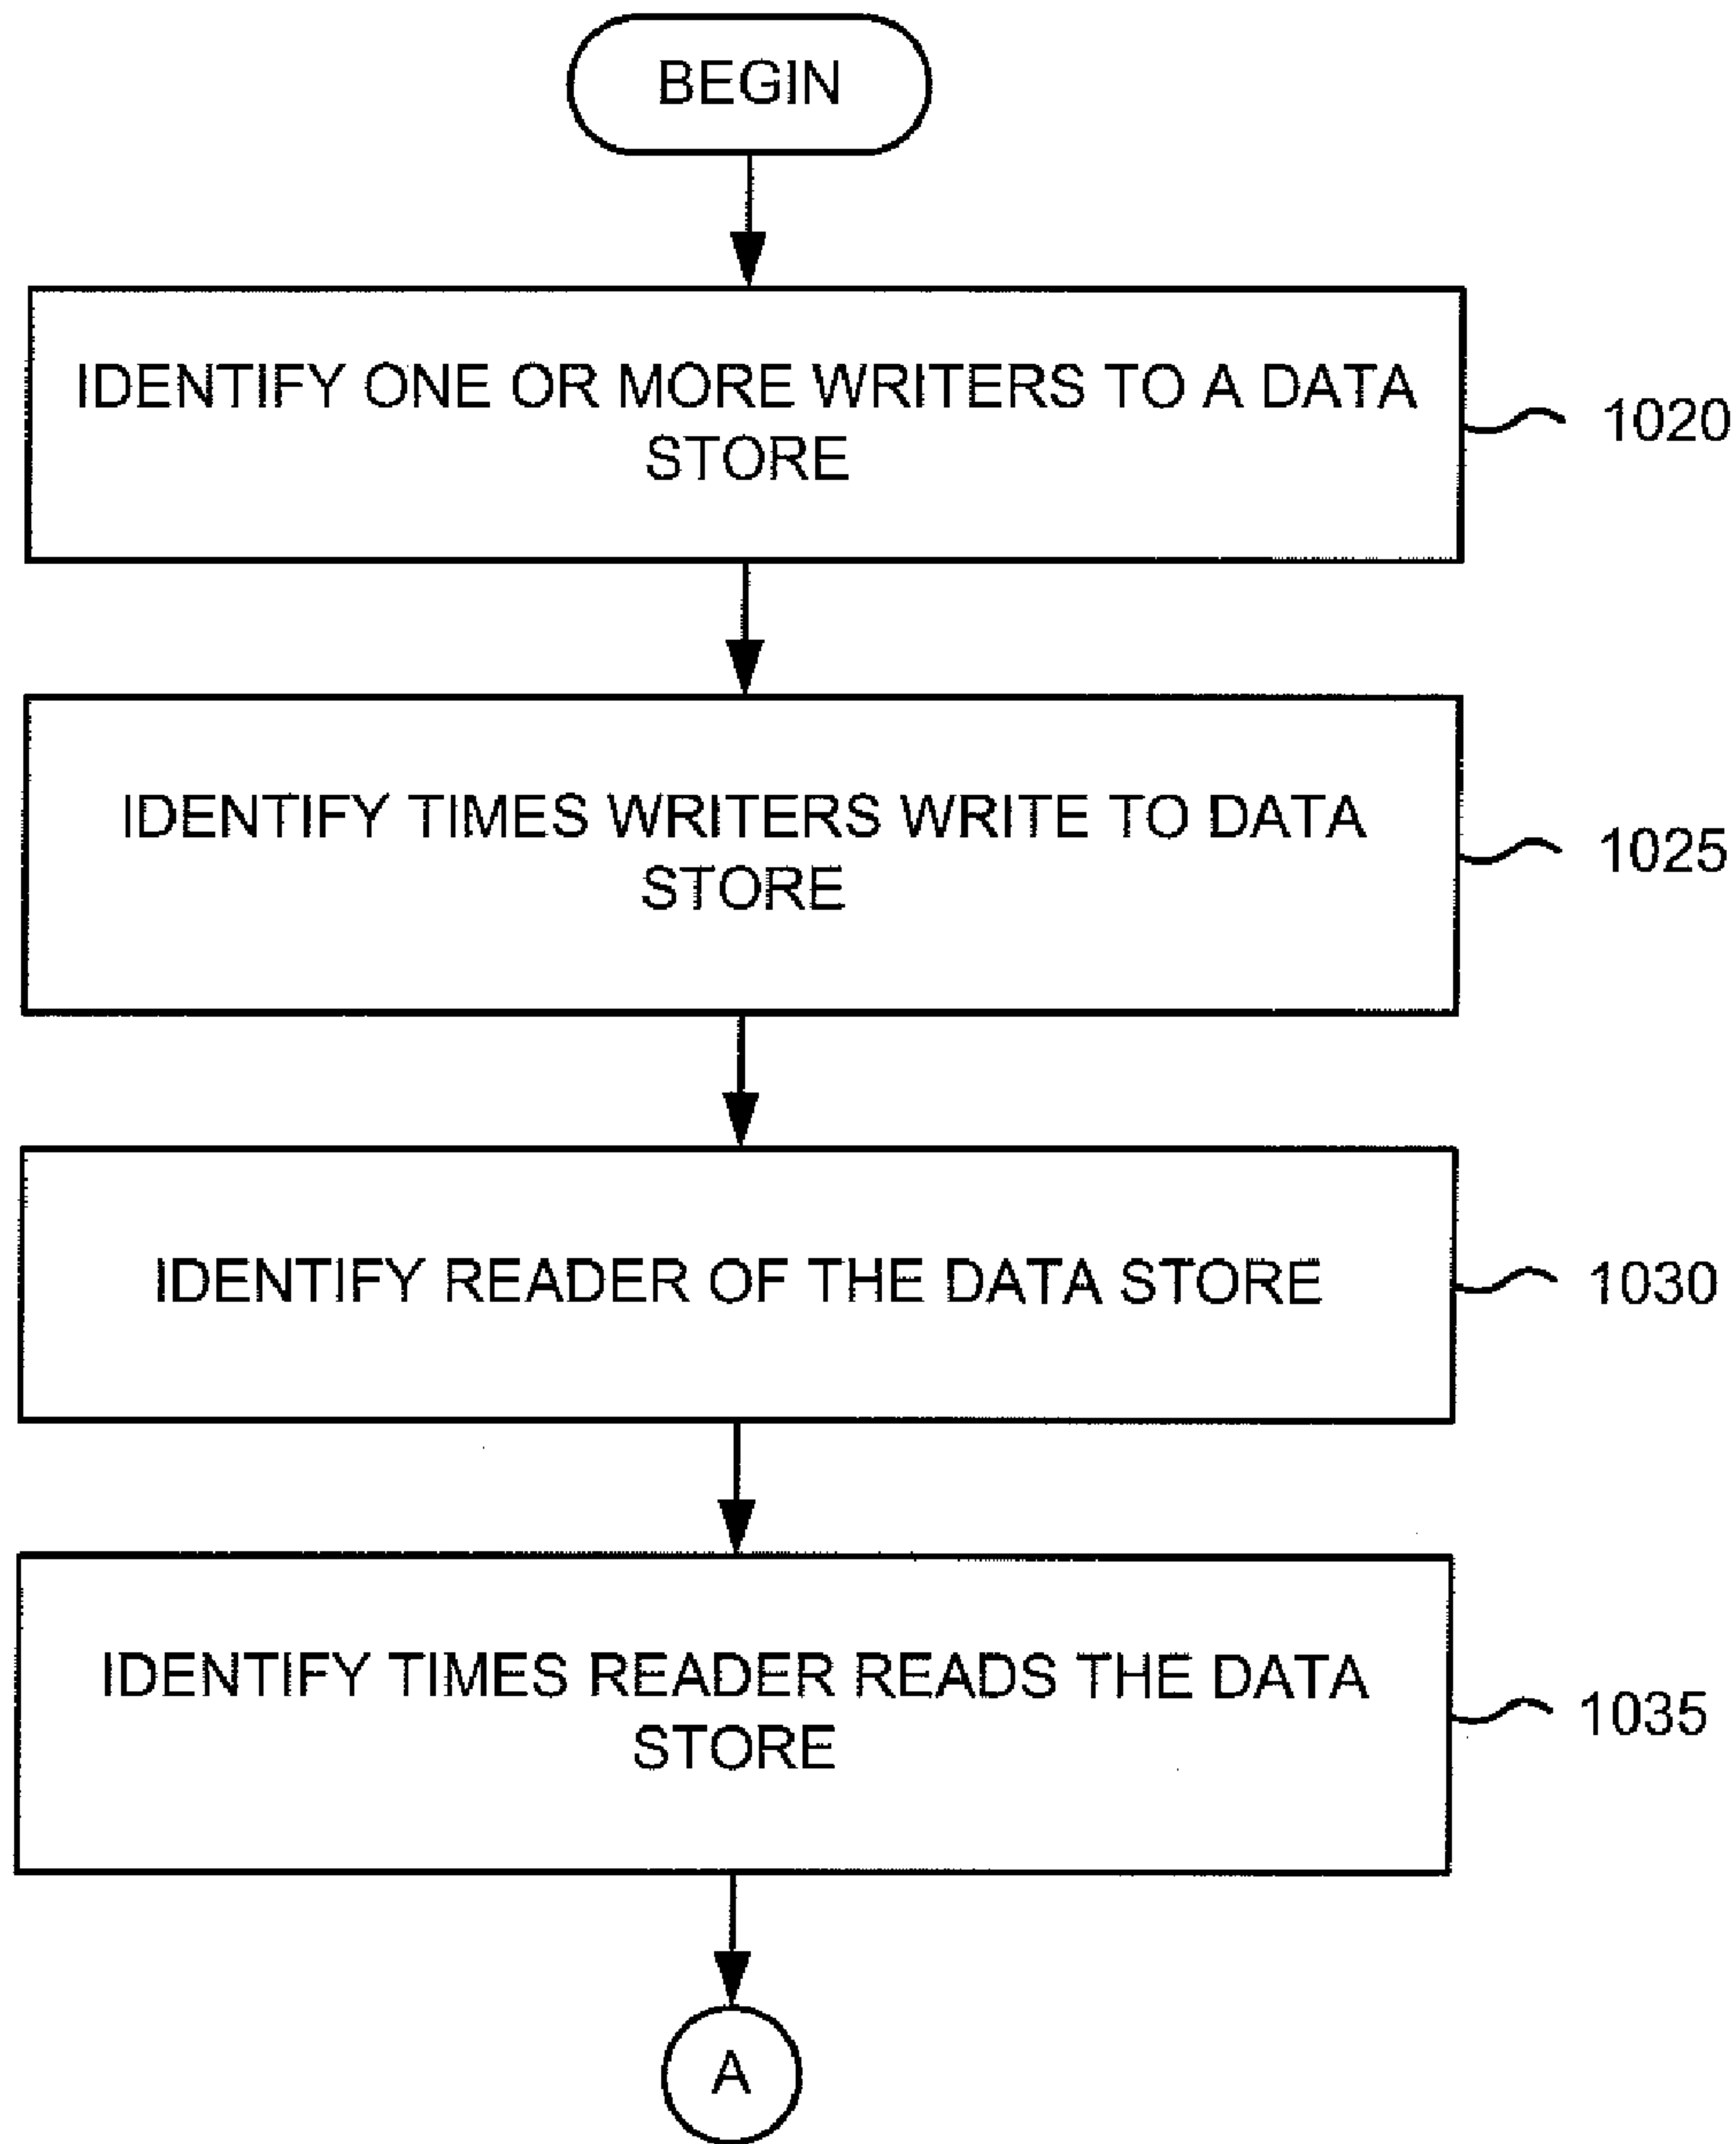 BEGIN
IDENTIFY ONE OR MORE WRITERS TO A DATA
STORE
1020
IDENTIFY TIMES WRITERS WRITE TO DATA
STORE
1025
IDENTIFY READER OF THE DATA STORE
1030
IDENTIFY TIMES READER READS THE DATA
STORE
1035
A